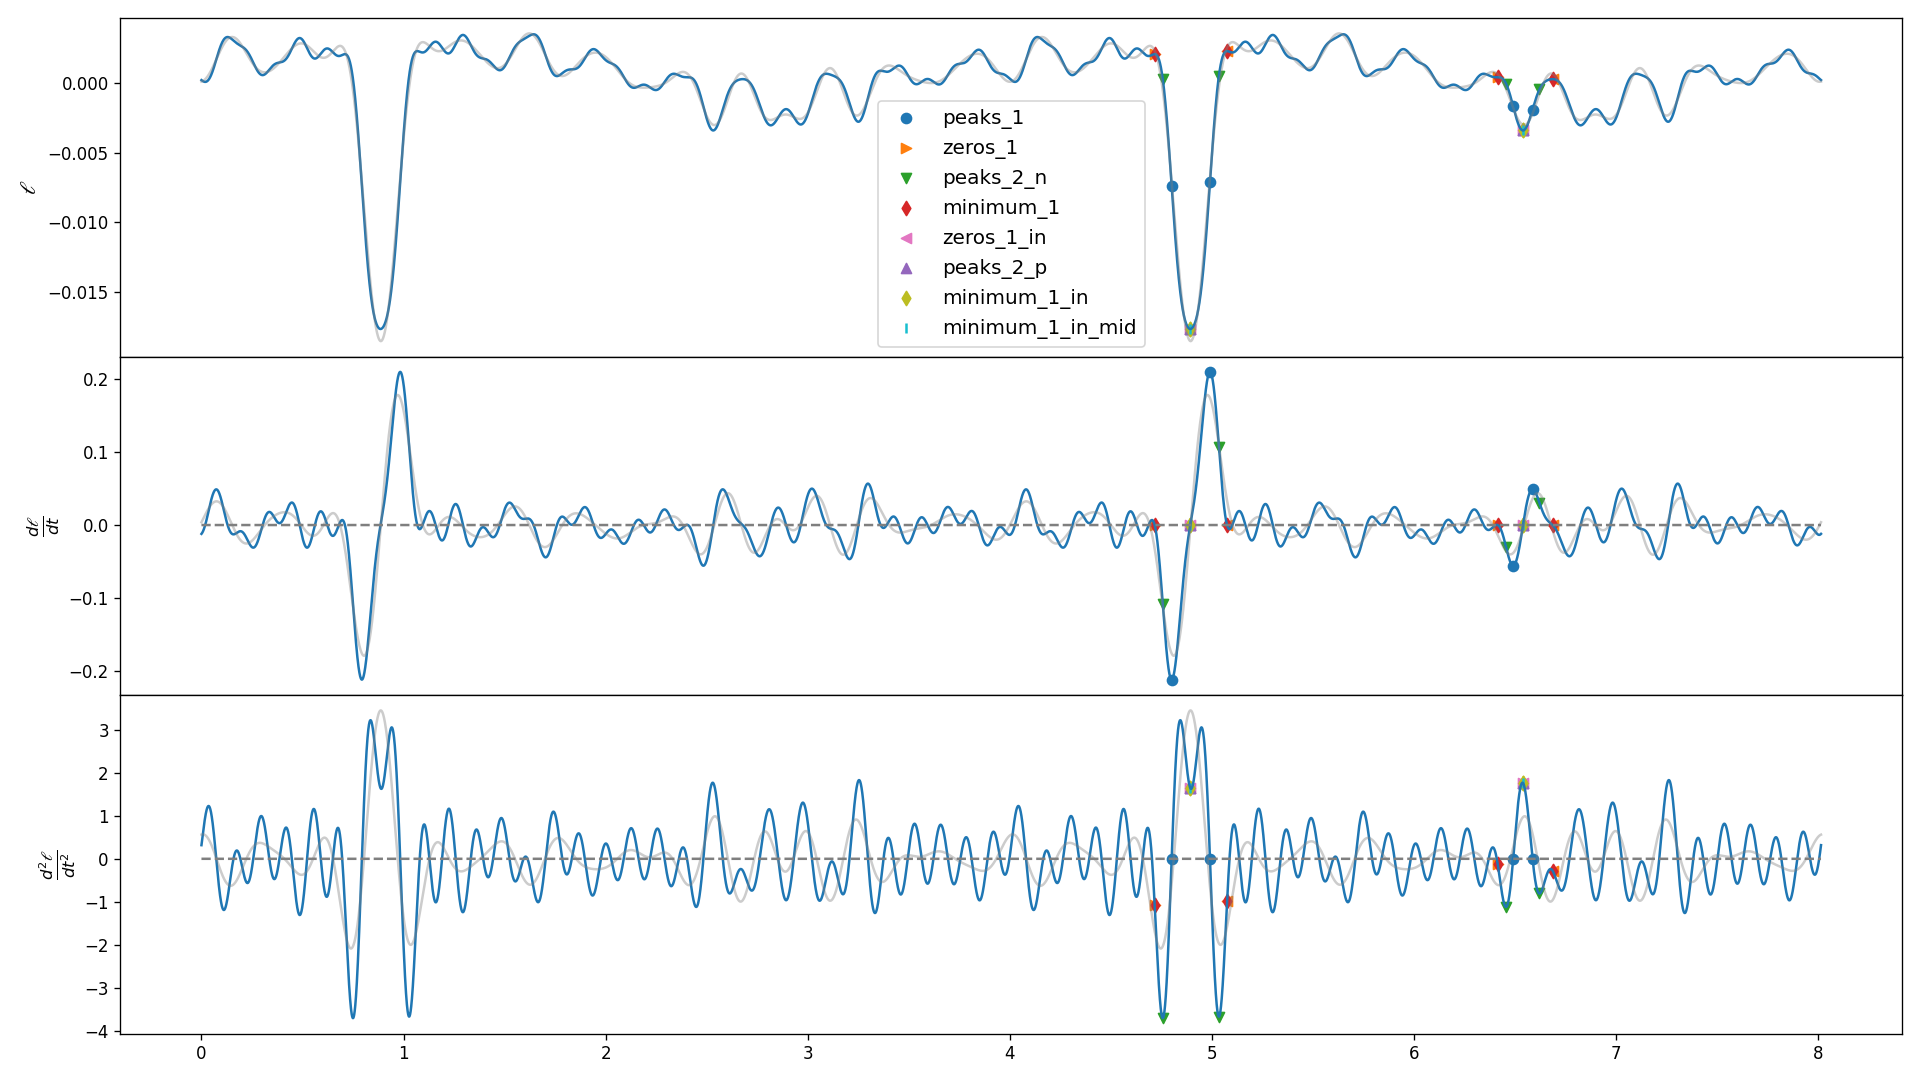 0.000
−0.005
−0.010
−0.015
ℓ
peaks_1
zeros_1
peaks_2_n
minimum_1
zeros_1_in
peaks_2_p
minimum_1_in
minimum_1_in_mid
0.2
0.1
0.0
−0.1
−0.2
dℓ/dt
3
2
1
0
−1
−2
−3
−4
d²ℓ/dt²
0 1 2 3 4 5 6 7 8